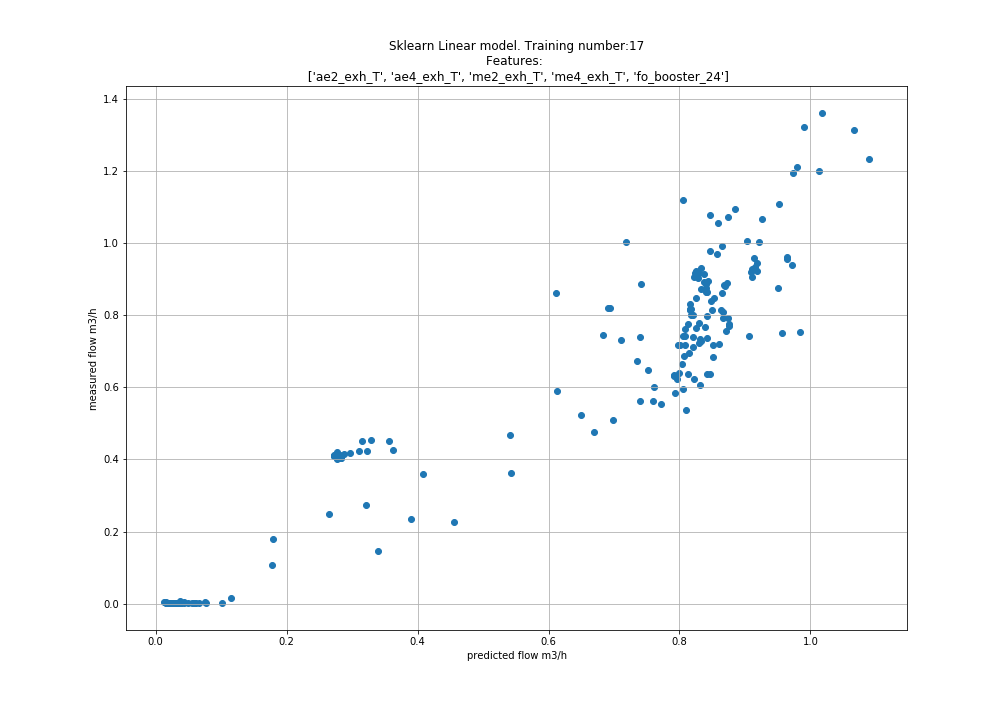 Sklearn Linear model. Training number:17
Features:
['ae2_exh_T', 'ae4_exh_T', 'me2_exh_T', 'me4_exh_T', 'fo_booster_24']
1.4
1.2
1.0
0.8
0.6
0.4
0.2
0.0
measured flow m3/h
0.0 0.2 0.4 0.6 0.8 1.0
predicted flow m3/h